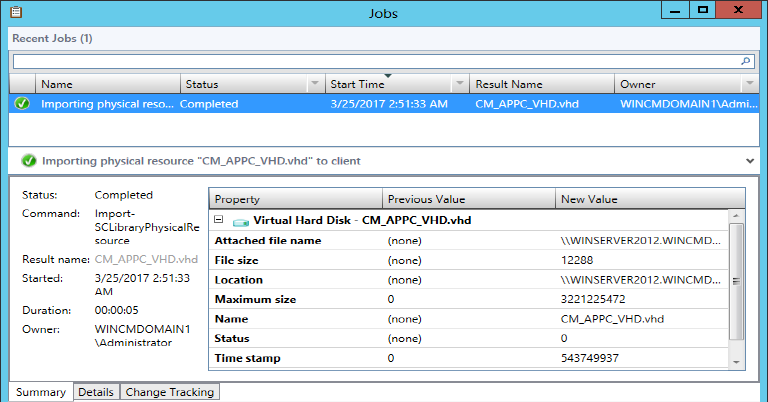 Jobs
Recent Jobs (1)
Name Status Start Time Result Name Owner
Importing physical reso... Completed 3/25/2017 2:51:33 AM CM_APPC_VHD.vhd WINCMDOMAIN1\Admi...
Importing physical resource "CM_APPC_VHD.vhd" to client
Status: Completed
Command: Import-
SCLibraryPhysicalRe
source
Result name: CM_APPC_VHD.vhd
Started: 3/25/2017 2:51:33
AM
Duration: 00:00:05
Owner: WINCMDOMAIN1
\Administrator
Property Previous Value New Value
Virtual Hard Disk - CM_APPC_VHD.vhd
Attached file name (none) \\WINSERVER2012.WINCMD...
File size (none) 12288
Location (none) \\WINSERVER2012.WINCMD...
Maximum size 0 3221225472
Name (none) CM_APPC_VHD.vhd
Status (none) 0
Time stamp 0 543749937
Summary Details Change Tracking